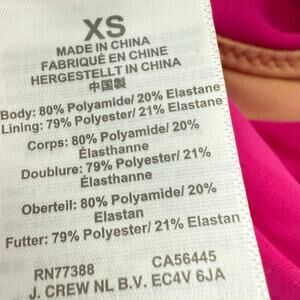 XS
MADE IN CHINA
FABRIQUÉ EN CHINE
HERGESTELLT IN CHINA
中国製
Body: 80% Polyamide/ 20% Elastane
Lining: 79% Polyester/ 21% Elastane
Corps: 80% Polyamide/ 20%
Élasthanne
Doublure: 79% Polyester/ 21%
Élasthanne
Oberteil: 80% Polyamide/ 20%
Elastan
Futter: 79% Polyester/ 21% Elastan
RN77388 CA56445
J. CREW NL B.V. EC4V 6JA